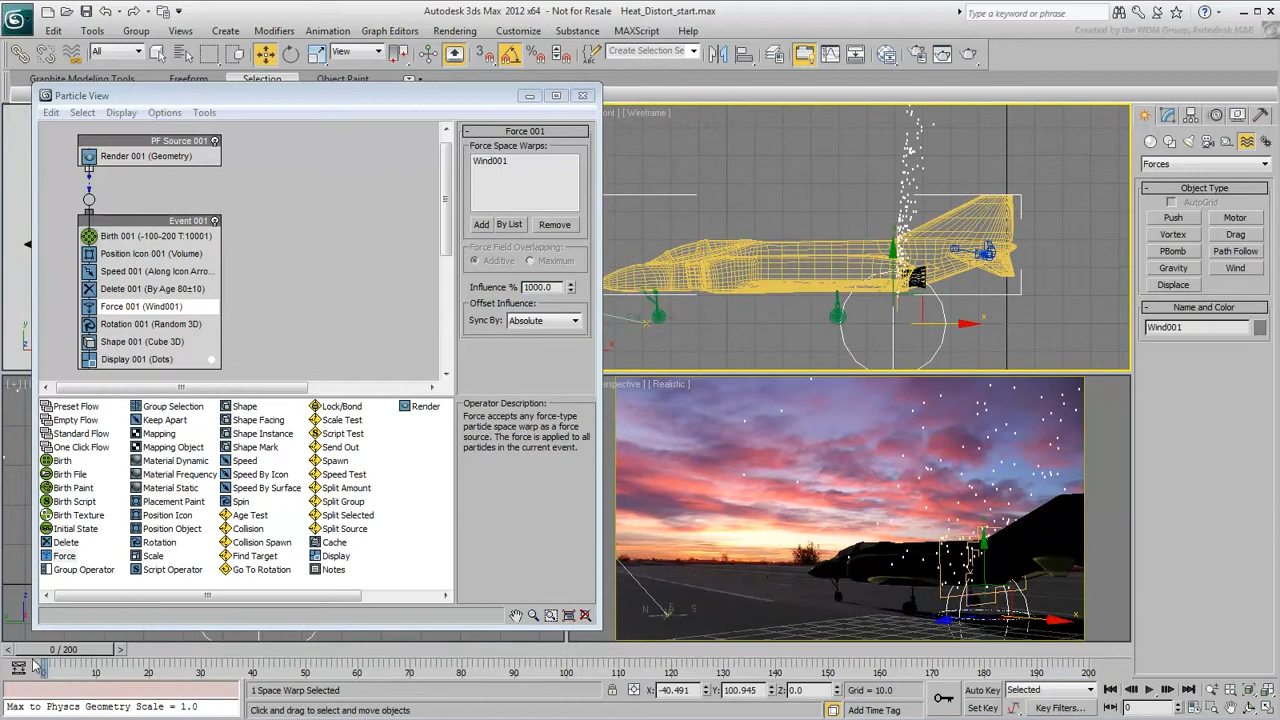 Autodesk 3ds Max 2012 x64 - Not for Resale Heat_Distort_start.max
Type a keyword or phrase
Edit Tools Group Views Create Modifiers Animation Graph Editors Rendering Customize Substance MAXScript Help
Created by the WDM Group, Autodesk M&E
All
View
Create Selection Se
Graphite Modeling Tools Freeform Selection Object Paint
Particle View
Edit Select Display Options Tools
PF Source 001
Render 001 (Geometry)
Event 001
Birth 001 (-100-200 T:10001)
Position Icon 001 (Volume)
Speed 001 (Along Icon Arro...
Delete 001 (By Age 80±10)
Force 001 (Wind001)
Rotation 001 (Random 3D)
Shape 001 (Cube 3D)
Display 001 (Dots)
Force 001
Force Space Warps:
Wind001
Add By List Remove
Force Field Overlapping:
Additive Maximum
Influence % 1000.0
Offset Influence:
Sync By: Absolute
Preset Flow Group Selection Shape Lock/Bond Render
Empty Flow Keep Apart Shape Facing Scale Test
Standard Flow Mapping Shape Instance Script Test
One Click Flow Mapping Object Shape Mark Send Out
Birth Material Dynamic Speed Spawn
Birth File Material Frequency Speed By Icon Speed Test
Birth Paint Material Static Speed By Surface Split Amount
Birth Script Placement Paint Spin Split Group
Birth Texture Position Icon Age Test Split Selected
Initial State Position Object Collision Split Source
Delete Rotation Collision Spawn Cache
Force Scale Find Target Display
Group Operator Script Operator Go To Rotation Notes
Operator Description:
Force accepts any force-type
particle space warp as a force
source. The force is applied to all
particles in the current event.
ont ] [ Wireframe ]
erspective ] [ Realistic ]
N S S
Forces
Object Type
AutoGrid
Push Motor
Vortex Drag
PBomb Path Follow
Gravity Wind
Displace
Name and Color
Wind001
0 / 200
10 20 30 40 50 60 70 80 90 100 110 120 130 140 150 160 170 180 190 200
1 Space Warp Selected
X: -40.491 Y: 100.945 Z: 0.0 Grid = 10.0
Auto Key Selected
Max to Physcs Geometry Scale = 1.0
Click and drag to select and move objects
Add Time Tag
Set Key Key Filters... 0